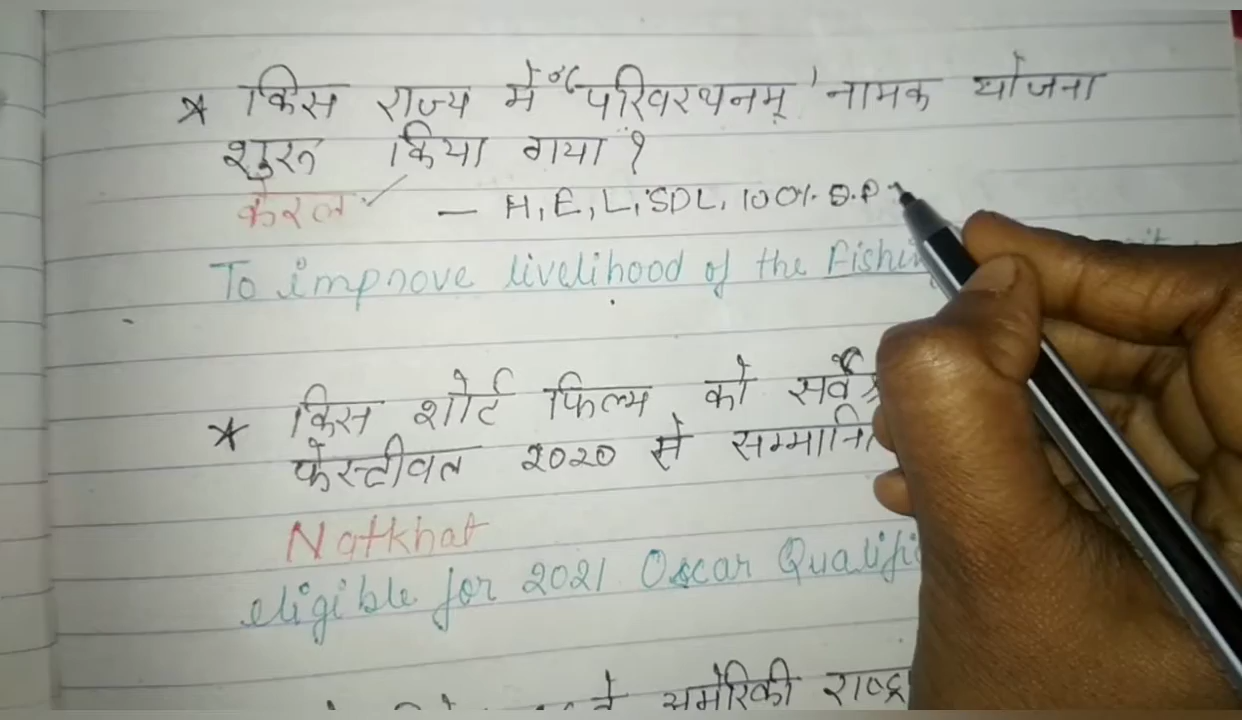 * किस राज्य में “परिवरथनम्' नामक योजना
शुरू किया गया ?
केरल ✓ — H, E, L, SDL, 100%. D.P
To improve livelihood of the Fishi
* किस शोर्ट फिल्म को सर्वश्र
फेस्टीवल 2020 से सम्मानि
Natkhat
eligible for 2021 Oscar Qualifi
ने अमेरिकी राष्ट्र